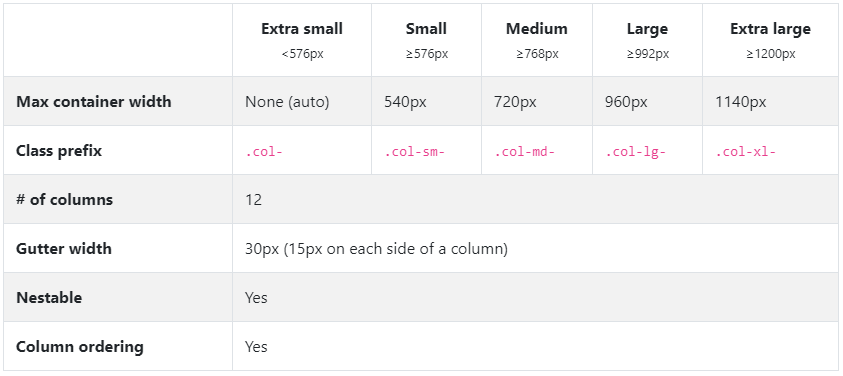 Extra small Small Medium Large Extra large
<576px ≥576px ≥768px ≥992px ≥1200px
Max container width None (auto) 540px 720px 960px 1140px
Class prefix .col- .col-sm- .col-md- .col-lg- .col-xl-
# of columns 12
Gutter width 30px (15px on each side of a column)
Nestable Yes
Column ordering Yes